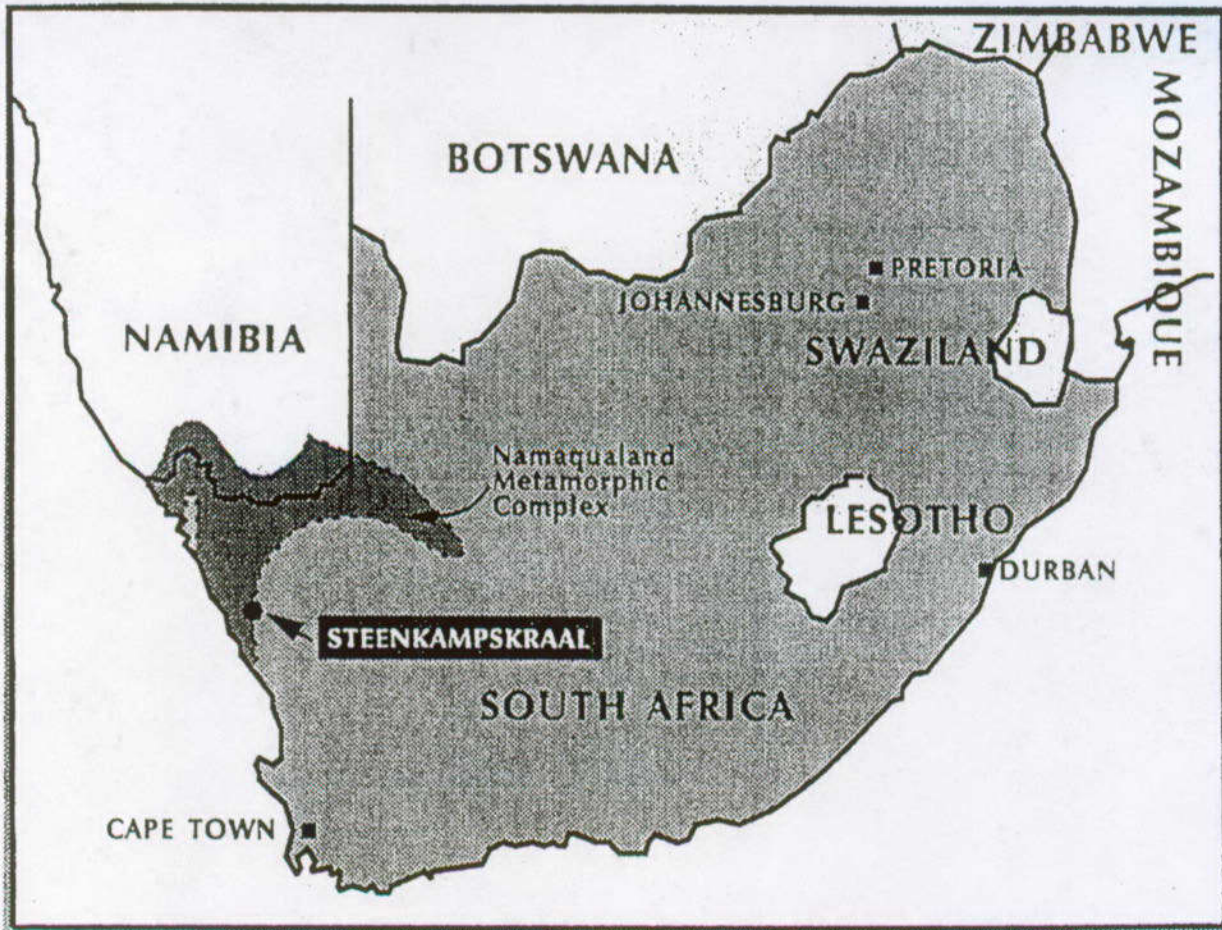 ZIMBABWE
MOZAMBIQUE
BOTSWANA
PRETORIA
JOHANNESBURG
NAMIBIA
SWAZILAND
Namaqualand
Metamorphic
Complex
LESOTHO
DURBAN
STEENKAMPSKRAAL
SOUTH AFRICA
CAPE TOWN